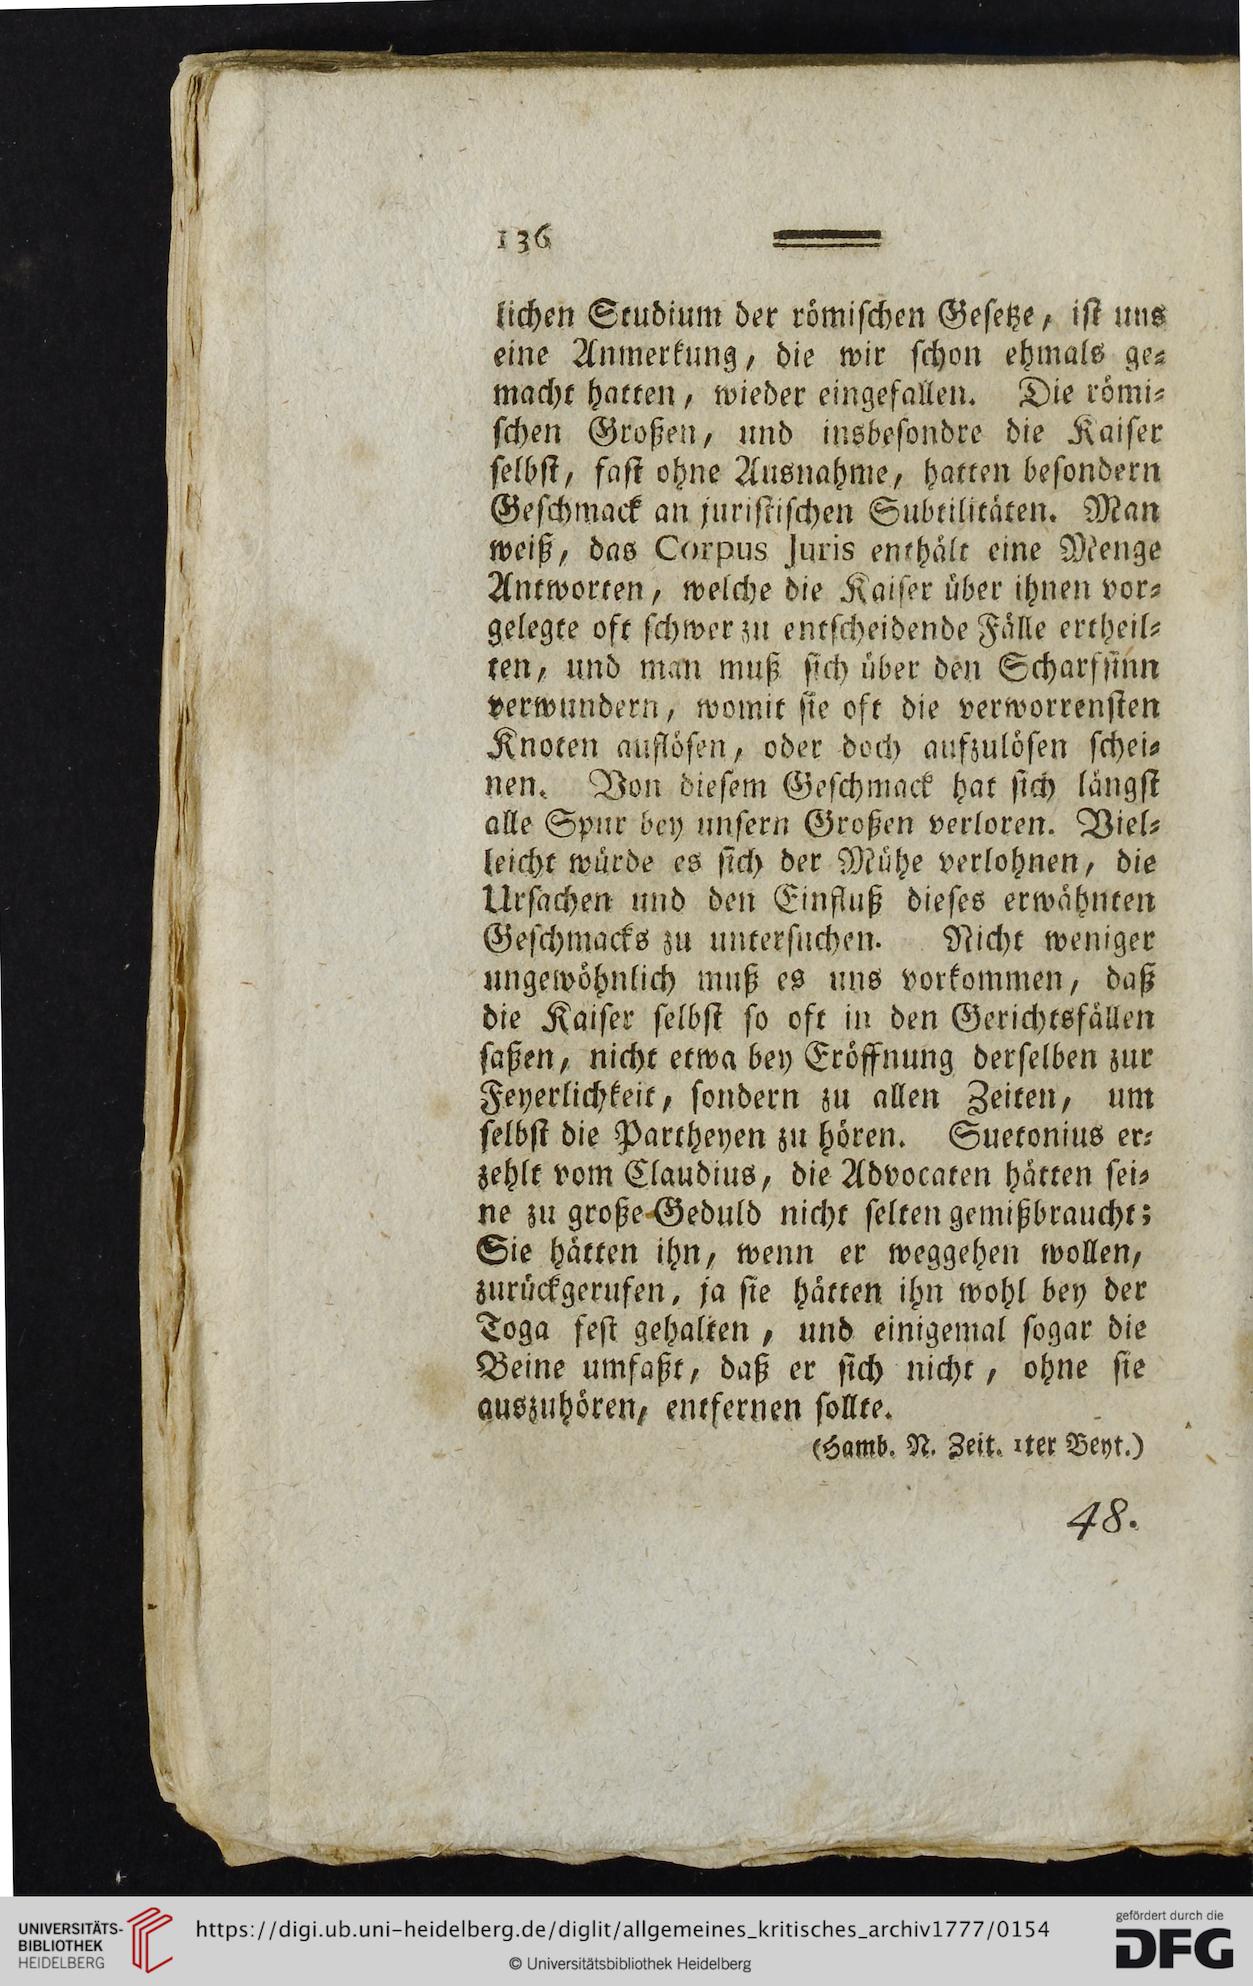 136
lichen Studium der römischen Gesetze, ist uns
eine Anmerkung, die wir schon ehmals ge-
macht hatten, wieder eingefallen. Die römi-
schen Großen, und insbesondre die Kaiser
selbst, fast ohne Ausnahme, hatten besondern
Geschmack an juristischen Subtilitäten. Man
weiß, das Corpus Juris enthält eine Menge
Antworten, welche die Kaiser über ihnen vor-
gelegte oft schwer zu entscheidende Fälle ertheil-
ten, und man muß sich über den Scharfsinn
verwundern, womit sie oft die verworrensten
Knoten auflösen, oder doch aufzulösen schei-
nen. Von diesem Geschmack hat sich längst
alle Spur bey unsern Großen verloren. Viel-
leicht würde es sich der Mühe verlohnen, die
Ursachen und den Einfluß dieses erwähnten
Geschmacks zu untersuchen. Nicht weniger
ungewöhnlich muß es uns vorkommen, daß
die Kaiser selbst so oft in den Gerichtsfällen
saßen, nicht etwa bey Eröffnung derselben zur
Feyerlichkeit, sondern zu allen Zeiten, um
selbst die Partheyen zu hören. Suetonius er-
zehlt vom Claudius, die Advocaten hätten sei-
ne zu große Geduld nicht selten gemißbraucht;
Sie hätten ihn, wenn er weggehen wollen,
zurückgerufen, ja sie hätten ihn wohl bey der
Toga fest gehalten, und einigemal sogar die
Beine umfaßt, daß er sich nicht, ohne sie
auszuhören, entfernen sollte.
(Hamb. N. Zeit. 1ter Beyt.)
48.
UNIVERSITÄTS-
BIBLIOTHEK
HEIDELBERG
https://digi.ub.uni-heidelberg.de/diglit/allgemeines_kritisches_archiv1777/0154
© Universitätsbibliothek Heidelberg
gefördert durch die
DFG